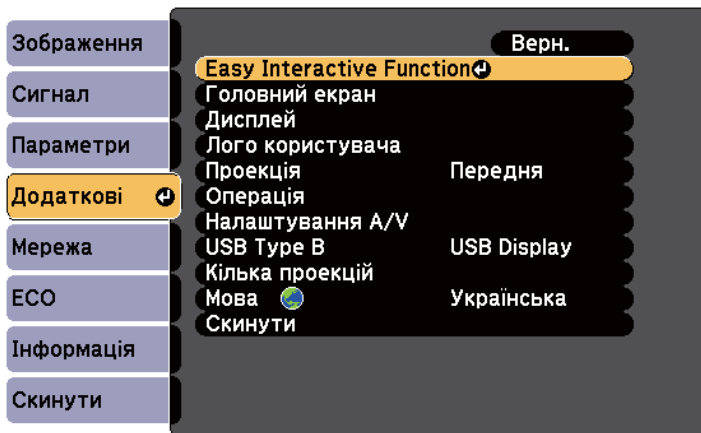 Зображення
Сигнал
Параметри
Додаткові
Мережа
ECO
Інформація
Скинути
Верн.
Easy Interactive Function
Головний екран
Дисплей
Лого користувача
Проекція Передня
Операція
Налаштування A/V
USB Type B USB Display
Кілька проекцій
Мова Українська
Скинути